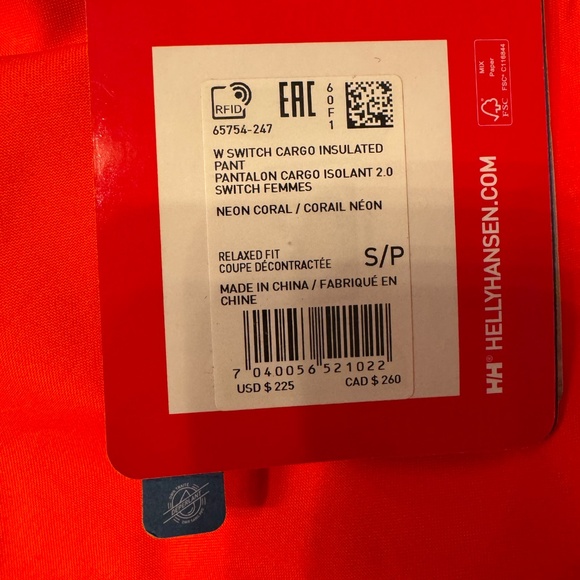 RFID
EAC
60F1
65754-247
W SWITCH CARGO INSULATED
PANT
PANTALON CARGO ISOLANT 2.0
SWITCH FEMMES
NEON CORAL / CORAIL NÉON
RELAXED FIT
COUPE DÉCONTRACTÉE
S/P
MADE IN CHINA / FABRIQUÉ EN
CHINE
7 040056 521022
USD $ 225
CAD $ 260
MIX
Paper
FSC® C118844
FSC
HH® HELLYHANSEN.COM